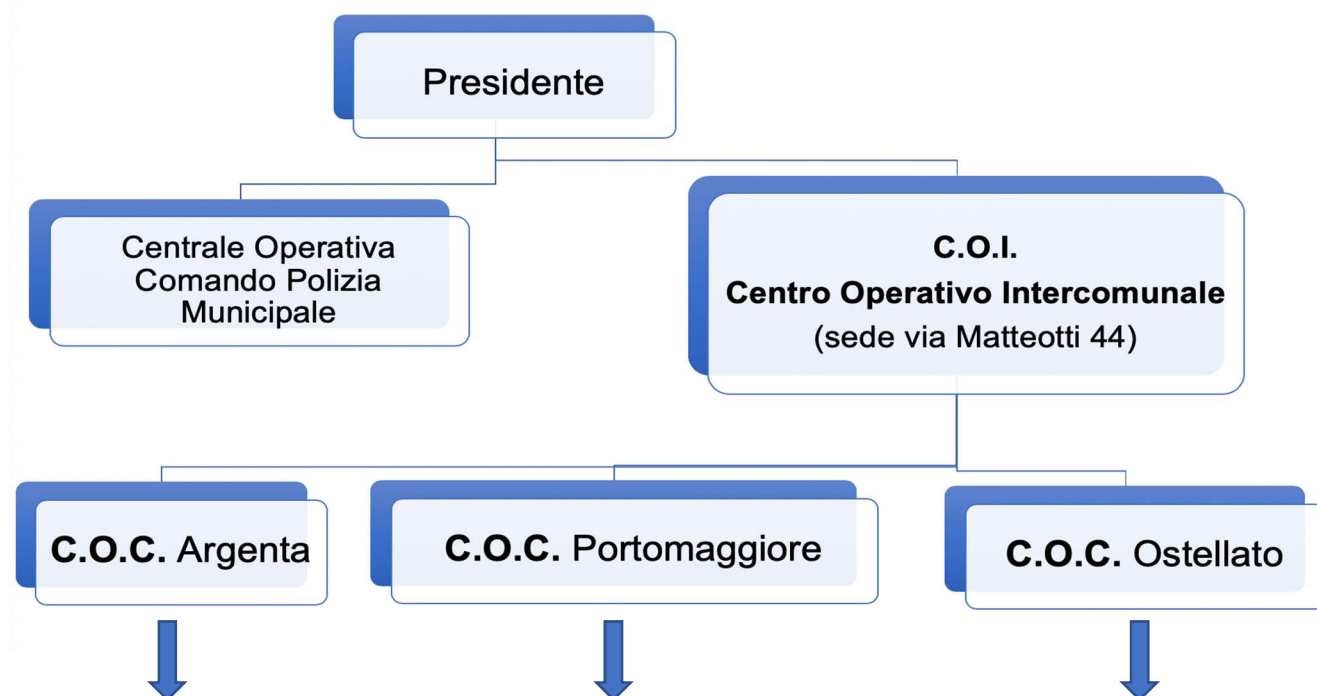 Presidente
Centrale Operativa
Comando Polizia
Municipale
C.O.I.
Centro Operativo Intercomunale
(sede via Matteotti 44)
C.O.C. Argenta
C.O.C. Portomaggiore
C.O.C. Ostellato